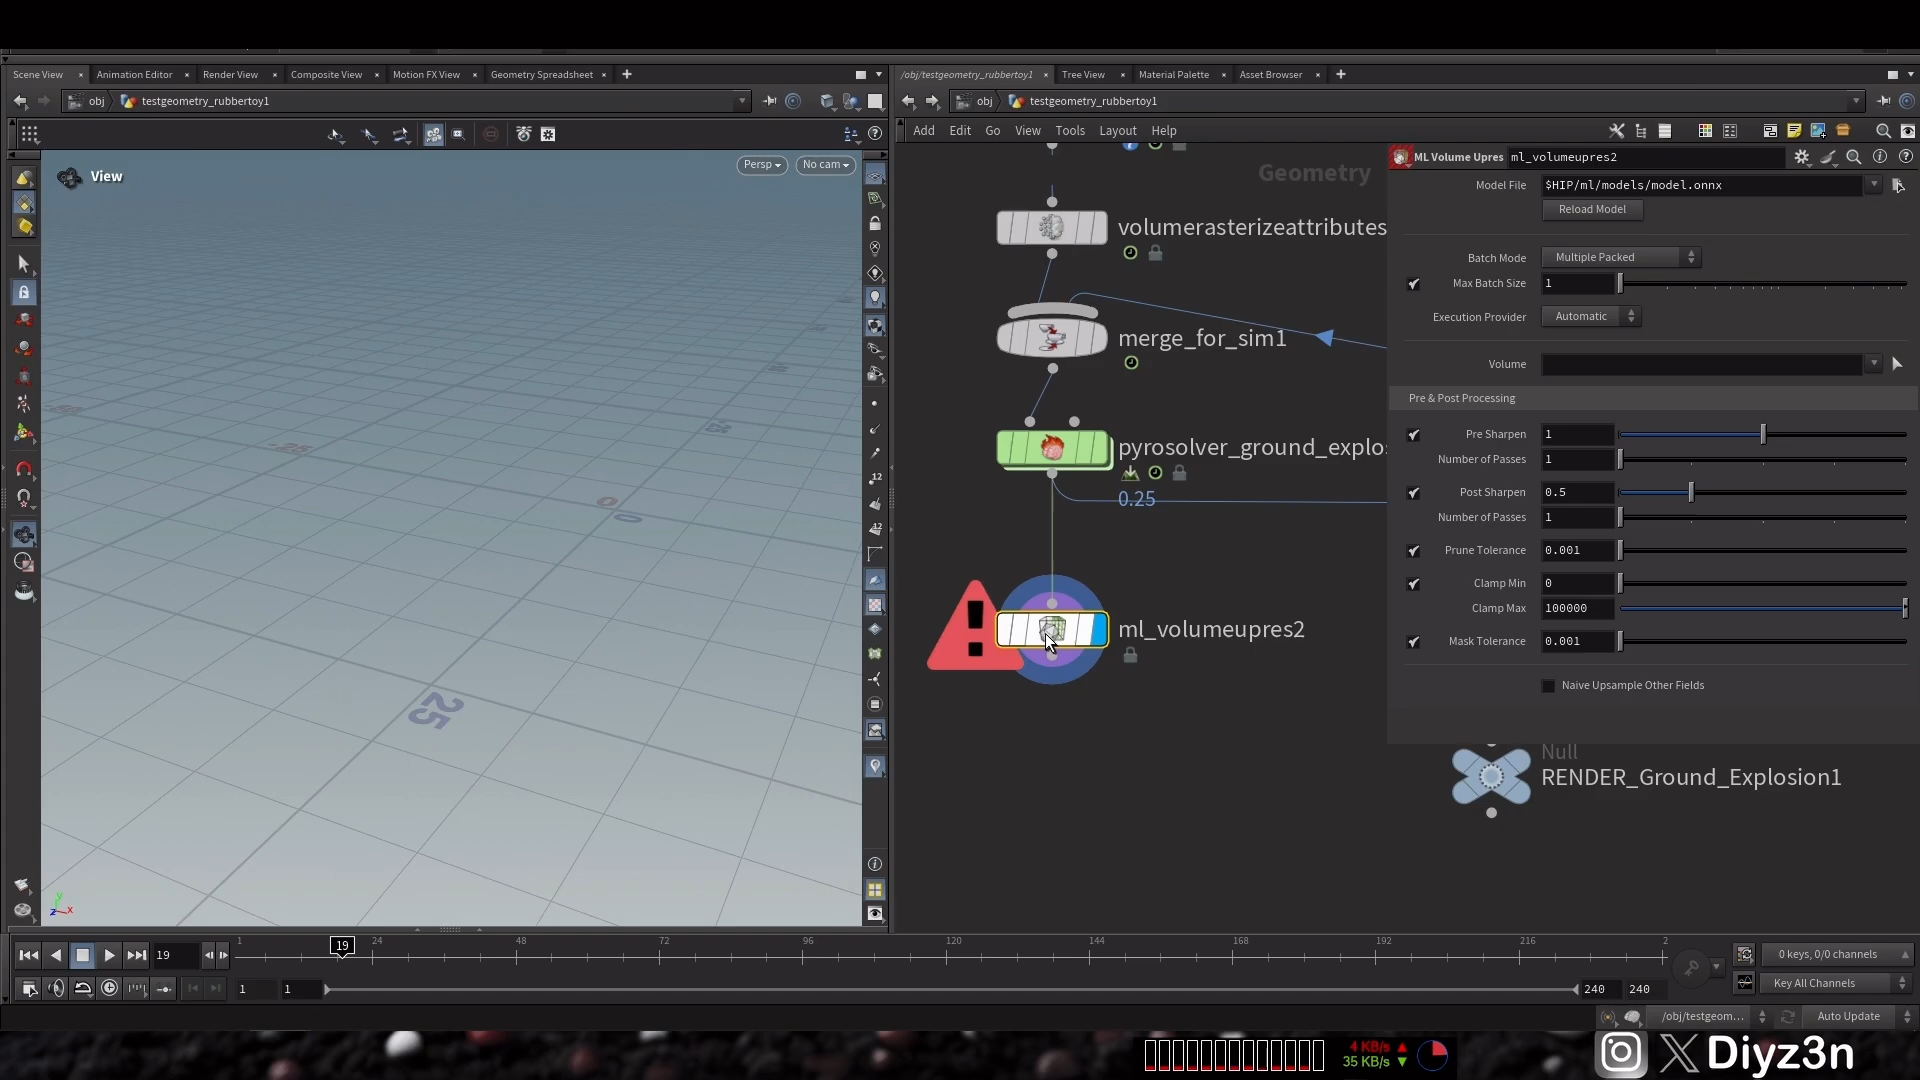 Scene View
Animation Editor
Render View
Composite View
Motion FX View
Geometry Spreadsheet
/obj/testgeometry_rubbertoy1
Tree View
Material Palette
Asset Browser
obj
testgeometry_rubbertoy1
obj
testgeometry_rubbertoy1
Add
Edit
Go
View
Tools
Layout
Help
View
Persp
No cam
Geometry
25
0
0
volumerasterizeattributes
merge_for_sim1
pyrosolver_ground_explo
0.25
ml_volumeupres2
Null
RENDER_Ground_Explosion1
ML Volume Upres
ml_volumeupres2
Model File
$HIP/ml/models/model.onnx
Reload Model
Batch Mode
Multiple Packed
Max Batch Size
1
Execution Provider
Automatic
Volume
Pre & Post Processing
Pre Sharpen
1
Number of Passes
1
Post Sharpen
0.5
Number of Passes
1
Prune Tolerance
0.001
Clamp Min
0
Clamp Max
100000
Mask Tolerance
0.001
Naive Upsample Other Fields
12
12
19
1
19
24
48
72
96
120
144
168
192
216
2
0 keys, 0/0 channels
1
1
240
240
Key All Channels
/obj/testgeom...
Auto Update
4 KB/s
35 KB/s
Diyz3n